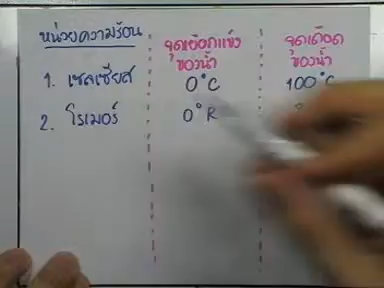 หน่วยความร้อน จุดเยือกแข็งของน้ำ จุดเดือดของน้ำ
1. เซลเซียส 0°C 100°C
2. โรเมอร์ 0°R